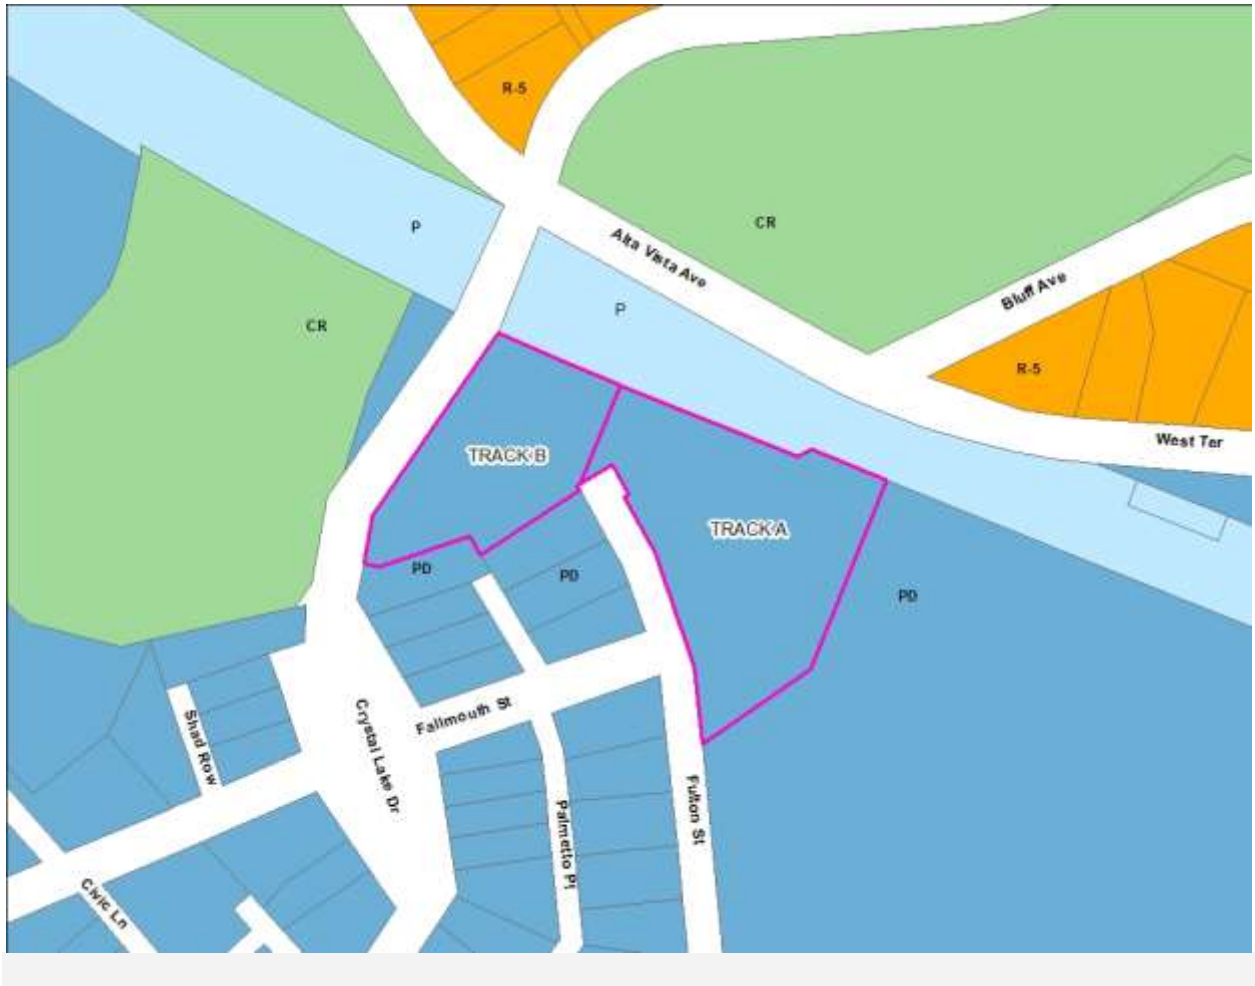 R-5
P
CR
Alta Vista Ave
Bluff Ave
P
CR
R-5
West Ter
TRACK B
TRACK A
PD
PD
PD
Shad Row
Crystal Lake Dr
Fallmouth St
Fulton St
Palmetto Pt
Civic Ln